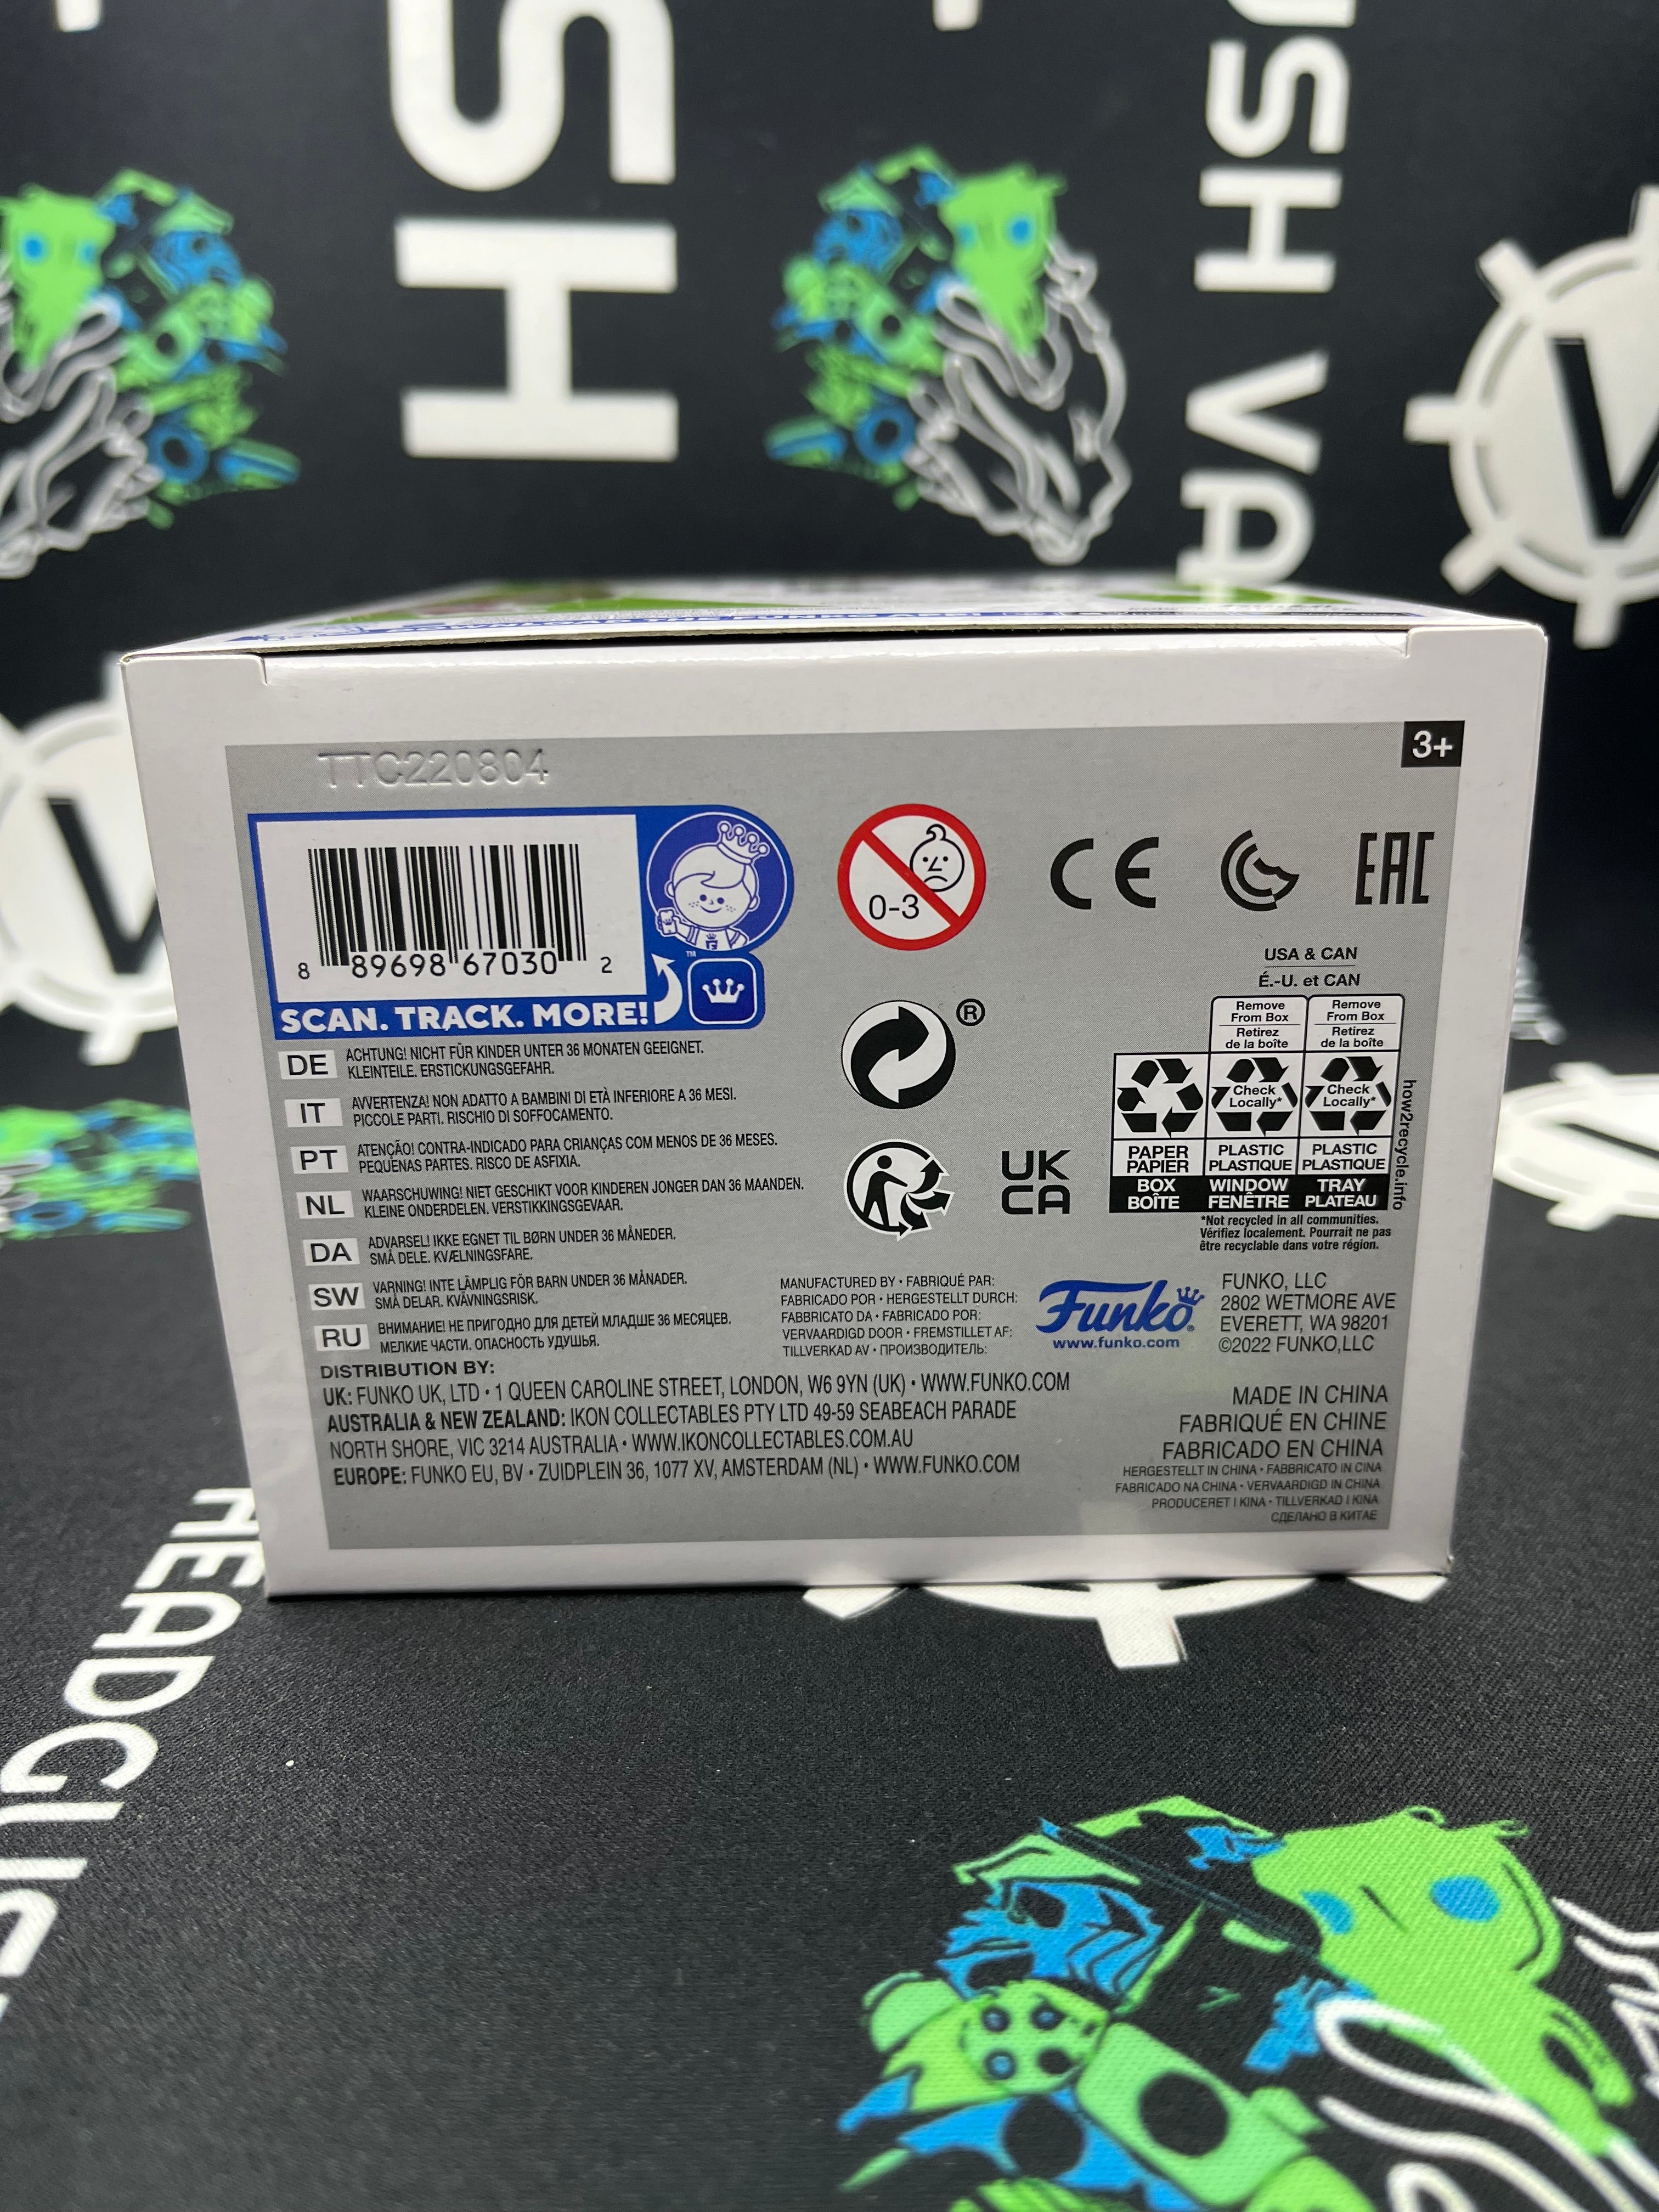 SH
USH VA
V
TTC220804
3+
8 89698 67030 2
SCAN. TRACK. MORE!
TM
0-3
CE
EAC
USA & CAN
É.-U. et CAN
Remove From Box
Retirez de la boîte
Remove From Box
Retirez de la boîte
Check Locally*
Check Locally*
PAPER PAPIER
PLASTIC PLASTIQUE
PLASTIC PLASTIQUE
BOX BOÎTE
WINDOW FENÊTRE
TRAY PLATEAU
how2recycle.info
*Not recycled in all communities.
Vérifiez localement. Pourrait ne pas
être recyclable dans votre région.
®
UK
CA
DE ACHTUNG! NICHT FÜR KINDER UNTER 36 MONATEN GEEIGNET.
KLEINTEILE. ERSTICKUNGSGEFAHR.
IT AVVERTENZA! NON ADATTO A BAMBINI DI ETÀ INFERIORE A 36 MESI.
PICCOLE PARTI. RISCHIO DI SOFFOCAMENTO.
PT ATENÇÃO! CONTRA-INDICADO PARA CRIANÇAS COM MENOS DE 36 MESES.
PEQUENAS PARTES. RISCO DE ASFIXIA.
NL WAARSCHUWING! NIET GESCHIKT VOOR KINDEREN JONGER DAN 36 MAANDEN.
KLEINE ONDERDELEN. VERSTIKKINGSGEVAAR.
DA ADVARSEL! IKKE EGNET TIL BØRN UNDER 36 MÅNEDER.
SMÅ DELE. KVÆLNINGSFARE.
SW VARNING! INTE LÄMPLIG FÖR BARN UNDER 36 MÅNADER.
SMÅ DELAR. KVÄVNINGSRISK.
RU ВНИМАНИЕ! НЕ ПРИГОДНО ДЛЯ ДЕТЕЙ МЛАДШЕ 36 МЕСЯЦЕВ.
МЕЛКИЕ ЧАСТИ. ОПАСНОСТЬ УДУШЬЯ.
MANUFACTURED BY • FABRIQUÉ PAR:
FABRICADO POR • HERGESTELLT DURCH:
FABBRICATO DA • FABRICADO POR:
VERVAARDIGD DOOR • FREMSTILLET AF:
TILLVERKAD AV • ПРОИЗВОДИТЕЛЬ:
Funko
www.funko.com
FUNKO, LLC
2802 WETMORE AVE
EVERETT, WA 98201
©2022 FUNKO,LLC
DISTRIBUTION BY:
UK: FUNKO UK, LTD • 1 QUEEN CAROLINE STREET, LONDON, W6 9YN (UK) • WWW.FUNKO.COM
AUSTRALIA & NEW ZEALAND: IKON COLLECTABLES PTY LTD 49-59 SEABEACH PARADE
NORTH SHORE, VIC 3214 AUSTRALIA • WWW.IKONCOLLECTABLES.COM.AU
EUROPE: FUNKO EU, BV • ZUIDPLEIN 36, 1077 XV, AMSTERDAM (NL) • WWW.FUNKO.COM
MADE IN CHINA
FABRIQUÉ EN CHINE
FABRICADO EN CHINA
HERGESTELLT IN CHINA • FABBRICATO IN CINA
FABRICADO NA CHINA • VERVAARDIGD IN CHINA
PRODUCERET I KINA • TILLVERKAD I KINA
СДЕЛАНО В КИТАЕ
HEADGUS